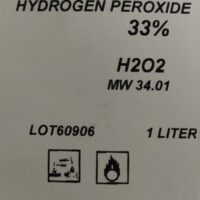 HYDROGEN PEROXIDE
33%
H2O2
MW 34.01
LOT60906 1 LITER